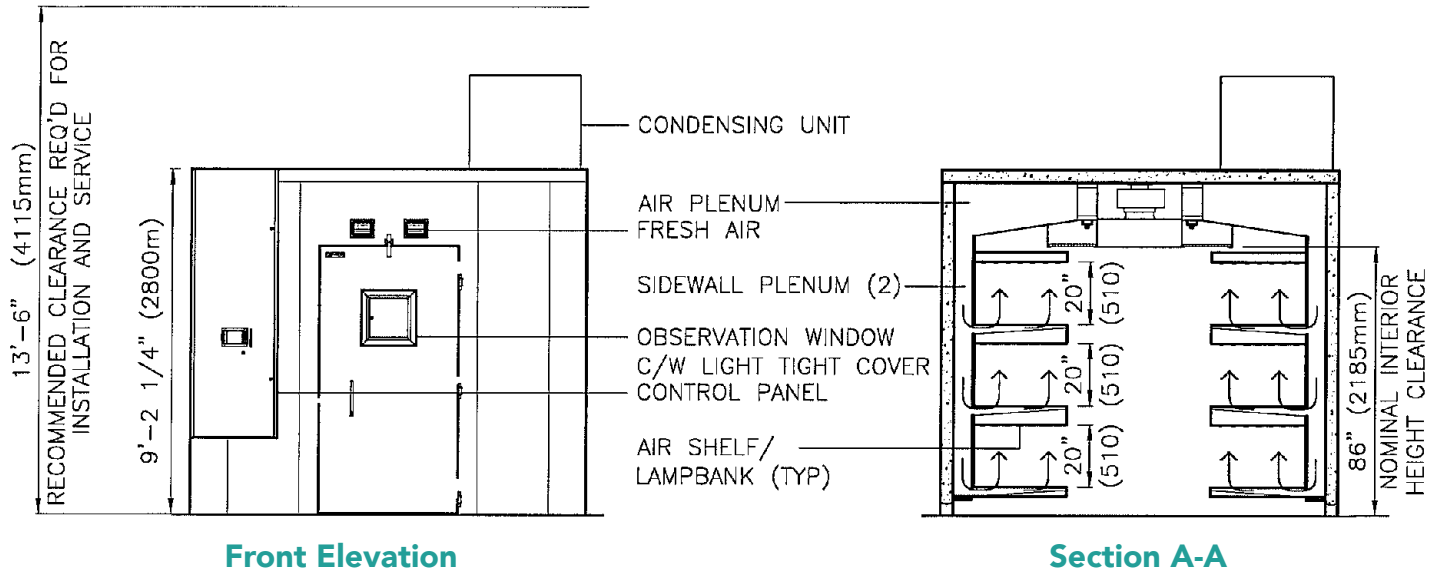 13'-6" (4115mm)
RECOMMENDED CLEARANCE REQ'D FOR
INSTALLATION AND SERVICE
9'-2 1/4" (2800m)
CONDENSING UNIT
AIR PLENUM
FRESH AIR
SIDEWALL PLENUM (2)
OBSERVATION WINDOW
C/W LIGHT TIGHT COVER
CONTROL PANEL
AIR SHELF/
LAMPBANK (TYP)
20"
(510)
20"
(510)
20"
(510)
86" (2185mm)
NOMINAL INTERIOR
HEIGHT CLEARANCE
Front Elevation
Section A-A